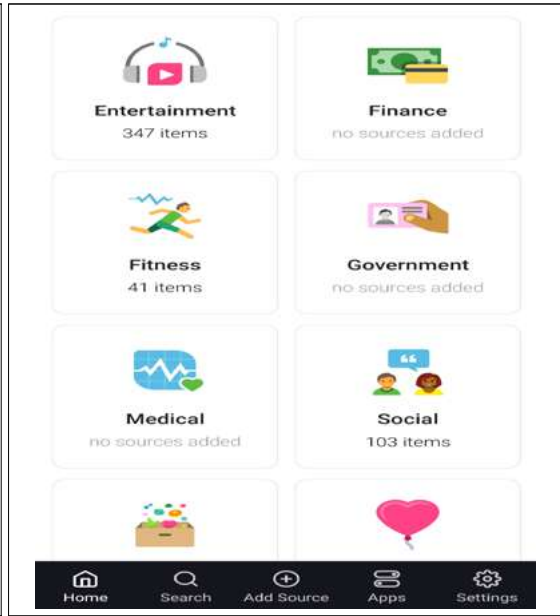 Entertainment
347 items
Finance
no sources added
Fitness
41 items
Government
no sources added
Medical
no sources added
Social
103 items
Home
Search
Add Source
Apps
Settings